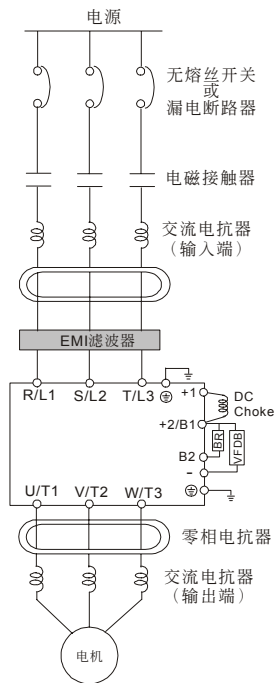 电源
无熔丝开关
或
漏电断路器
电磁接触器
交流电抗器
（输入端）
EMI滤波器
R/L1 S/L2 T/L3
+1
DC
Choke
+2/B1
BR
VFDB
B2
-
U/T1 V/T2 W/T3
零相电抗器
交流电抗器
（输出端）
电机